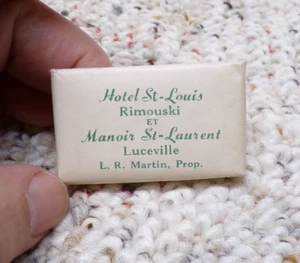 Hotel St-Louis
Rimouski
ET
Manoir St-Laurent
Luceville
L. R. Martin, Prop.